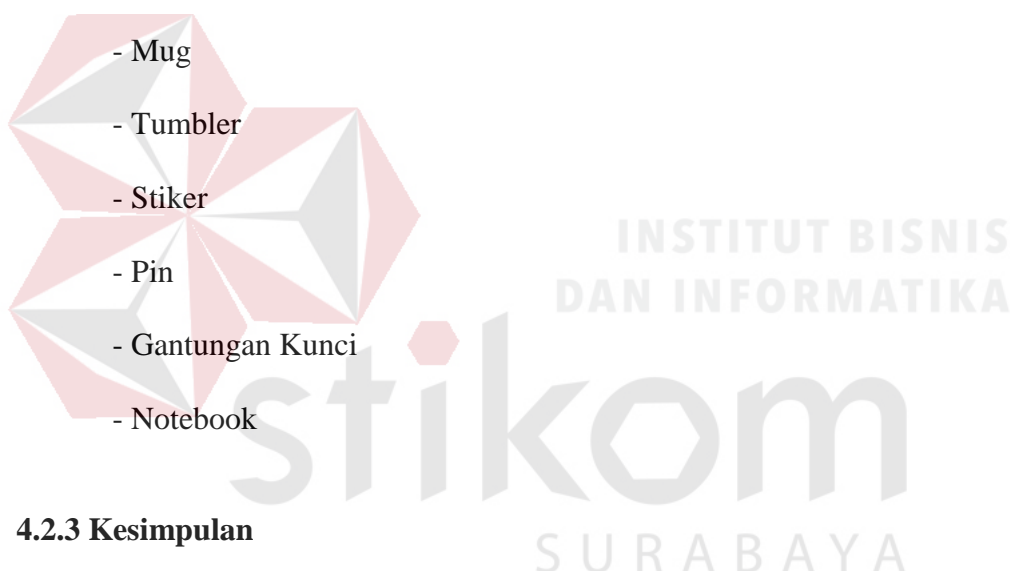 - Mug
- Tumbler
- Stiker
- Pin
- Gantungan Kunci
- Notebook
4.2.3 Kesimpulan
INSTITUT BISNIS
DAN INFORMATIKA
stikom
SURABAYA